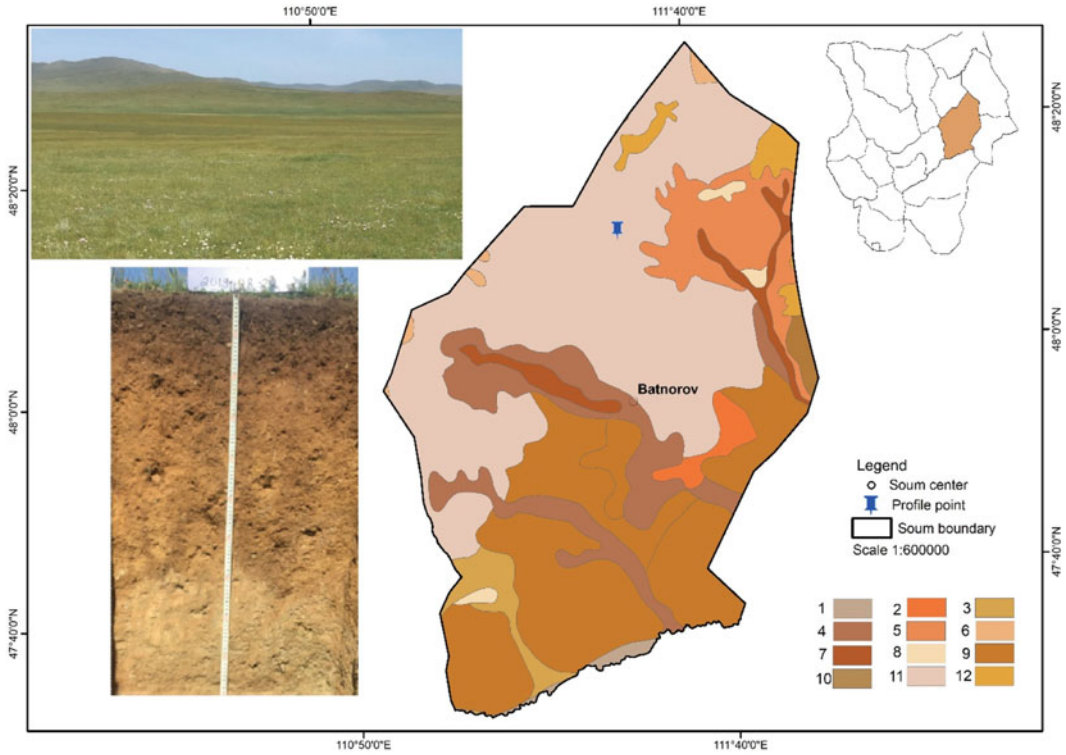 110°50'0"E 111°40'0"E
48°20'0"N
48°20'0"N
48°0'0"N
48°0'0"N
47°40'0"N
47°40'0"N
Batnorov
Legend
Soum center
Profile point
Soum boundary
Scale 1:600000
1 2 3
4 5 6
7 8 9
10 11 12
110°50'0"E 111°40'0"E